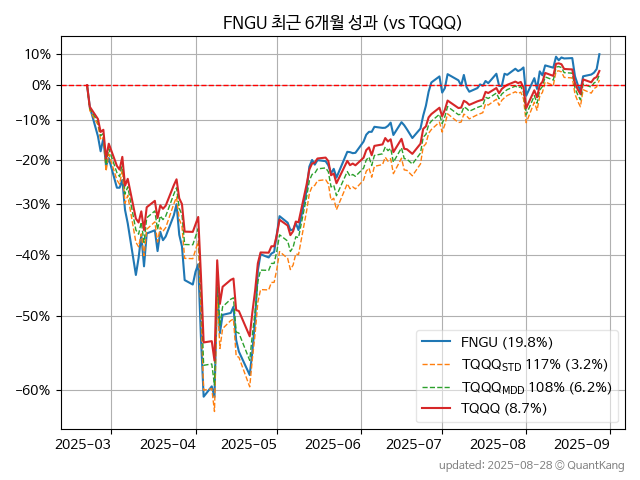 FNGU 최근 6개월 성과 (vs TQQQ)
10%
0%
−10%
−20%
−30%
−40%
−50%
−60%
FNGU (19.8%)
TQQQSTD 117% (3.2%)
TQQQMDD 108% (6.2%)
TQQQ (8.7%)
2025-03 2025-04 2025-05 2025-06 2025-07 2025-08 2025-09
updated: 2025-08-28 © QuantKang